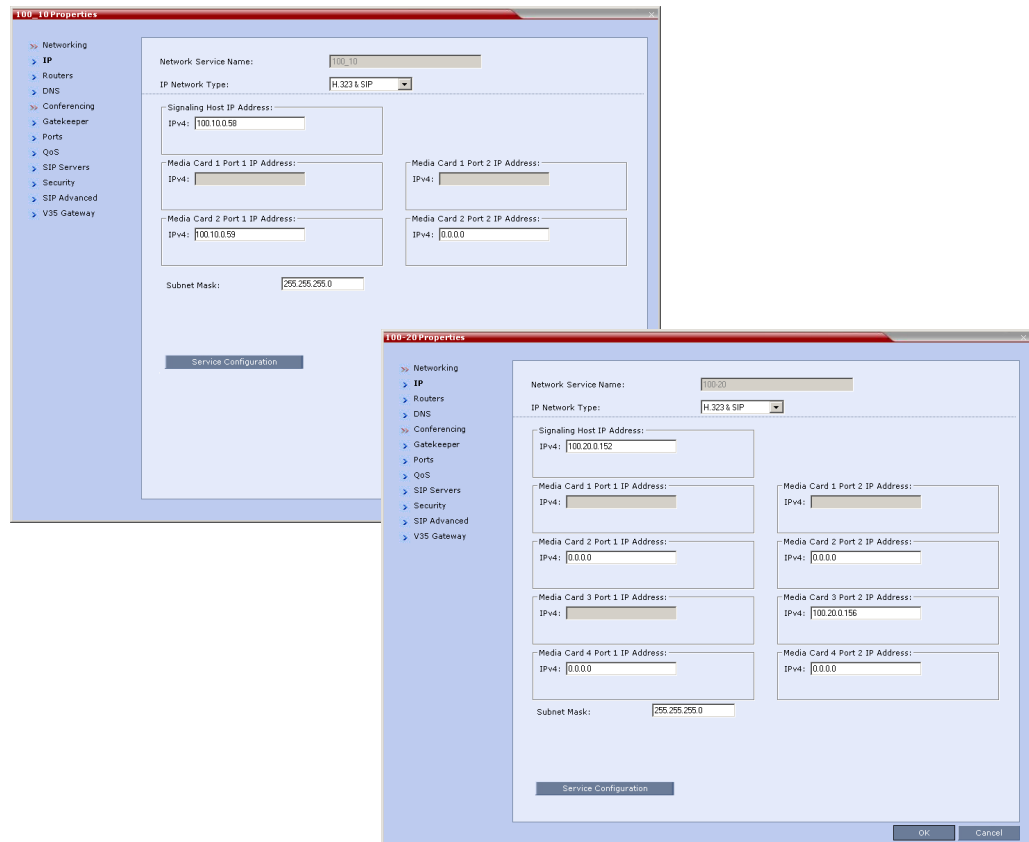 100_10 Properties
Networking
IP
Routers
DNS
Conferencing
Gatekeeper
Ports
QoS
SIP Servers
Security
SIP Advanced
V35 Gateway
Network Service Name: 100_10
IP Network Type: H.323 & SIP
Signaling Host IP Address:
IPv4: 100.10.0.58
Media Card 1 Port 1 IP Address: Media Card 1 Port 2 IP Address:
IPv4: IPv4:
Media Card 2 Port 1 IP Address: Media Card 2 Port 2 IP Address:
IPv4: 100.10.0.59 IPv4: 0.0.0.0
Subnet Mask: 255.255.255.0
Service Configuration
100-20 Properties
Networking
IP
Routers
DNS
Conferencing
Gatekeeper
Ports
QoS
SIP Servers
Security
SIP Advanced
V35 Gateway
Network Service Name: 100-20
IP Network Type: H.323 & SIP
Signaling Host IP Address:
IPv4: 100.20.0.152
Media Card 1 Port 1 IP Address: Media Card 1 Port 2 IP Address:
IPv4: IPv4:
Media Card 2 Port 1 IP Address: Media Card 2 Port 2 IP Address:
IPv4: 0.0.0.0 IPv4: 0.0.0.0
Media Card 3 Port 1 IP Address: Media Card 3 Port 2 IP Address:
IPv4: IPv4: 100.20.0.156
Media Card 4 Port 1 IP Address: Media Card 4 Port 2 IP Address:
IPv4: 0.0.0.0 IPv4: 0.0.0.0
Subnet Mask: 255.255.255.0
Service Configuration
OK Cancel